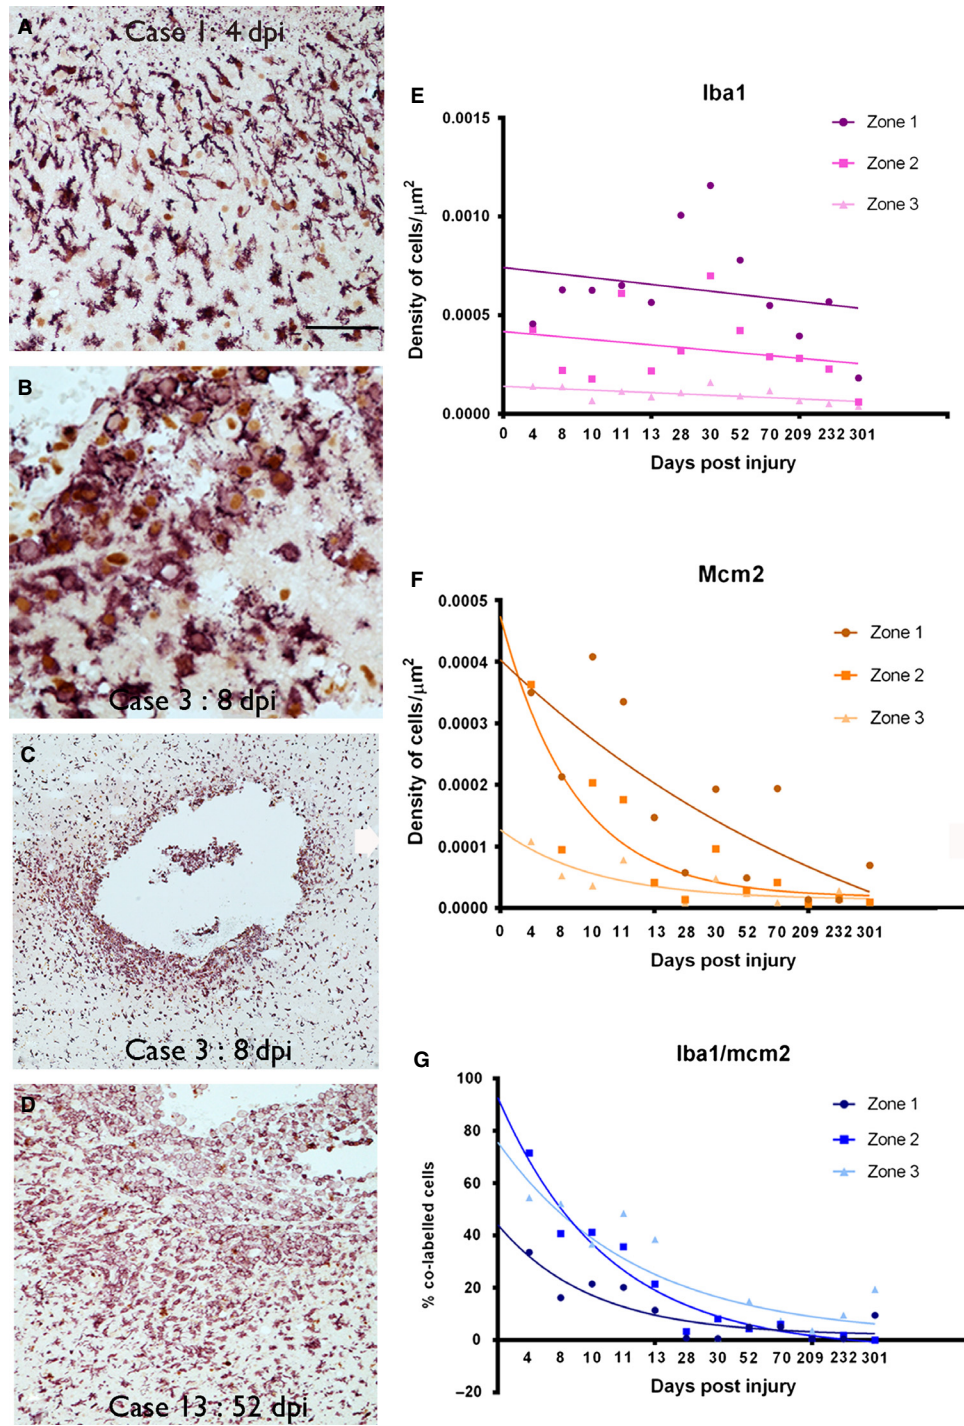 A
Case 1: 4 dpi
B
Case 3 : 8 dpi
C
Case 3 : 8 dpi
D
Case 13 : 52 dpi
E
Iba1
0.0015
0.0010
0.0005
0.0000
Density of cells/µm²
Zone 1
Zone 2
Zone 3
0 4 8 10 11 13 28 30 52 70 209 232 301
Days post injury
F
Mcm2
0.0005
0.0004
0.0003
0.0002
0.0001
0.0000
Density of cells/µm²
Zone 1
Zone 2
Zone 3
0 4 8 10 11 13 28 30 52 70 209 232 301
Days post injury
G
Iba1/mcm2
100
80
60
40
20
0
–20
% co-labelled cells
Zone 1
Zone 2
Zone 3
4 8 10 11 13 28 30 52 70 209 232 301
Days post injury